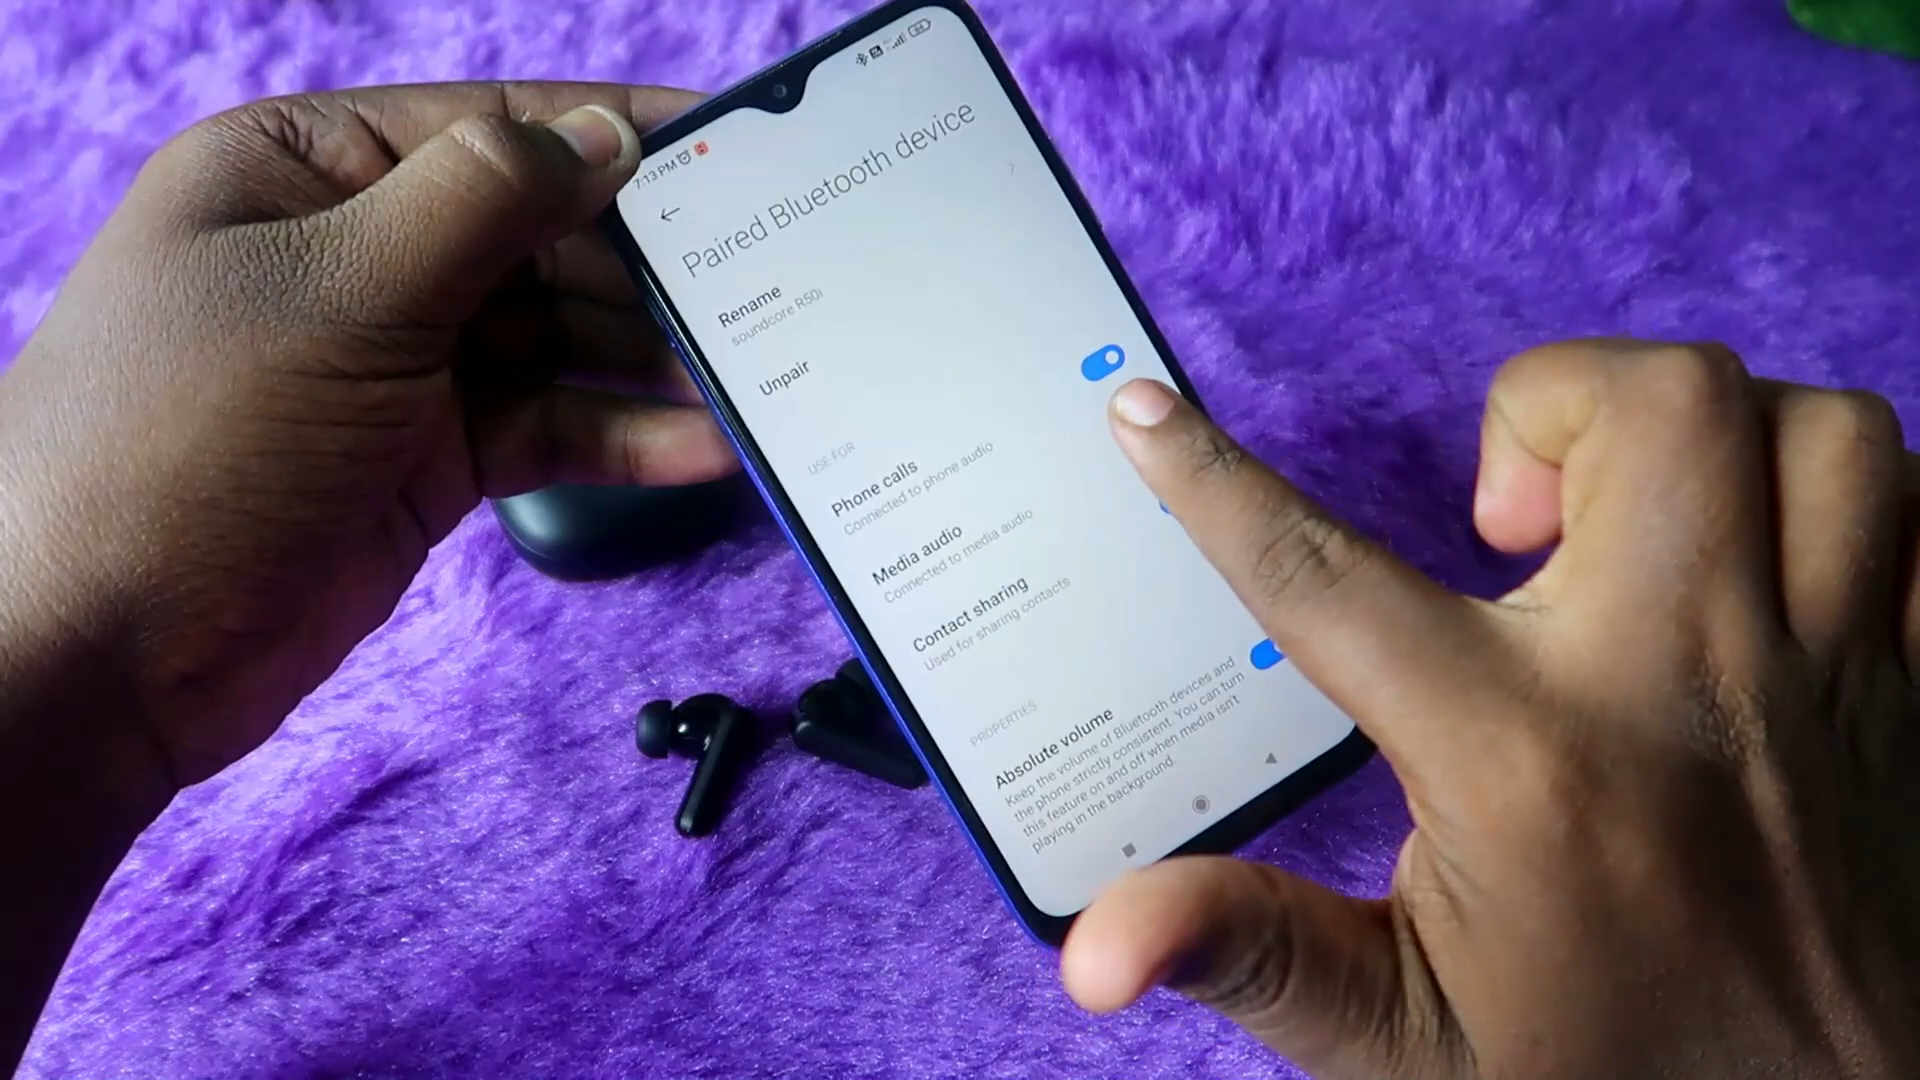 7:13 PM
Paired Bluetooth device
Rename
soundcore R50i
Unpair
USE FOR
Phone calls
Connected to phone audio
Media audio
Connected to media audio
Contact sharing
Used for sharing contacts
PROPERTIES
Absolute volume
Keep the volume of Bluetooth devices and
the phone strictly consistent. You can turn
this feature on and off when media isn't
playing in the background.